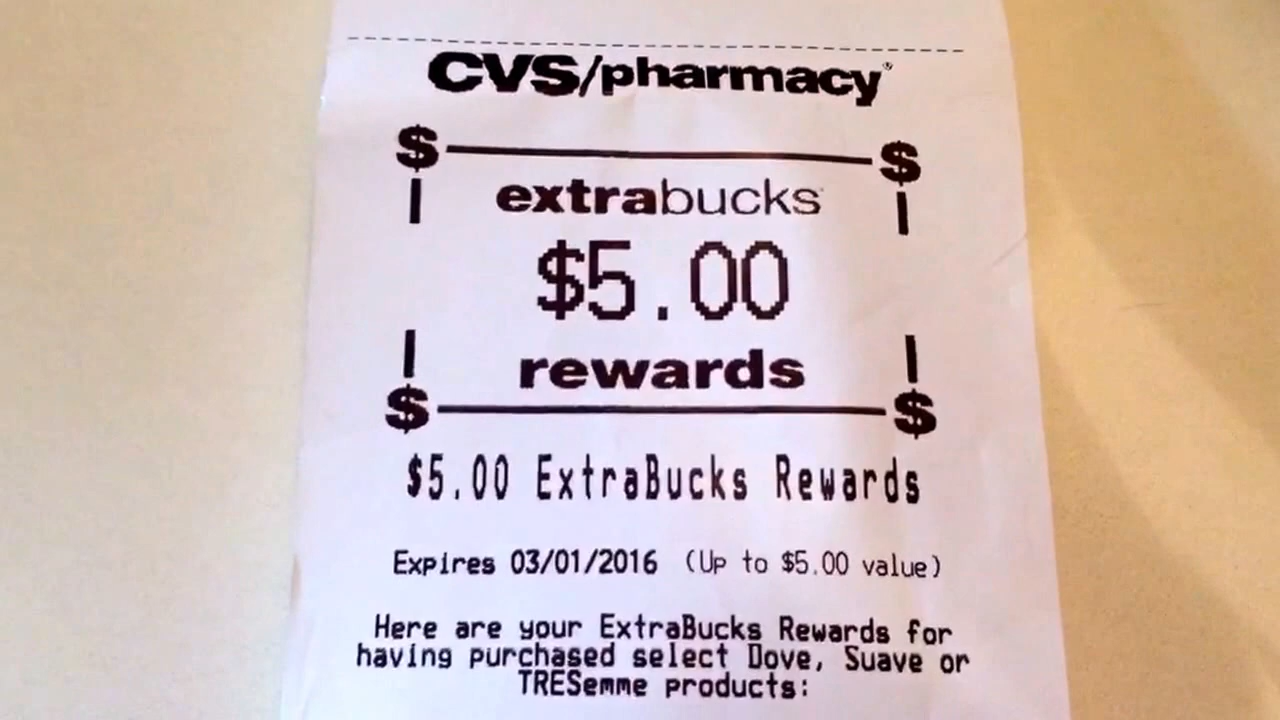 CVS/pharmacy®
$ $
extrabucks
$5.00
rewards
$ $
$5.00 ExtraBucks Rewards
Expires 03/01/2016 (Up to $5.00 value)
Here are your ExtraBucks Rewards for
having purchased select Dove, Suave or
TRESemme products: